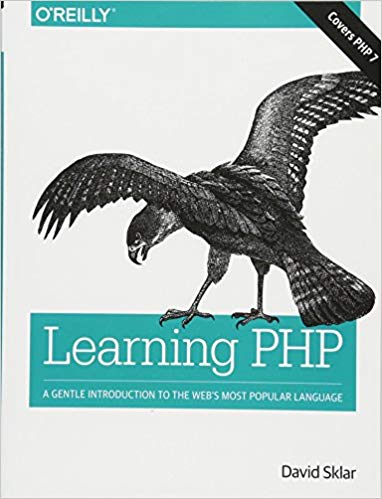 O'REILLY®
Covers PHP 7
Learning PHP
A GENTLE INTRODUCTION TO THE WEB'S MOST POPULAR LANGUAGE
David Sklar